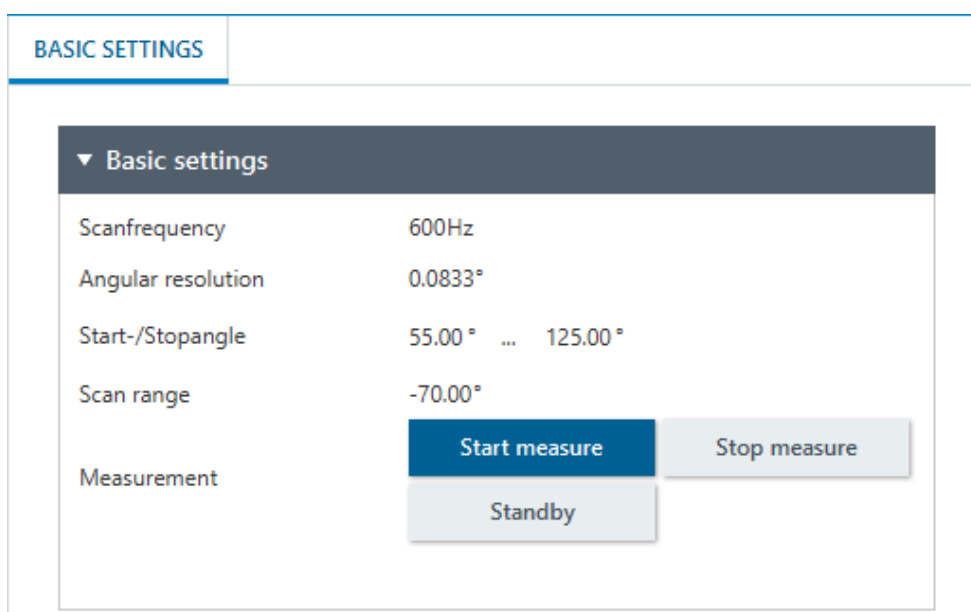 BASIC SETTINGS
Basic settings
Scanfrequency 600Hz
Angular resolution 0.0833°
Start-/Stopangle 55.00 ° ... 125.00 °
Scan range -70.00°
Start measure Stop measure
Measurement
Standby